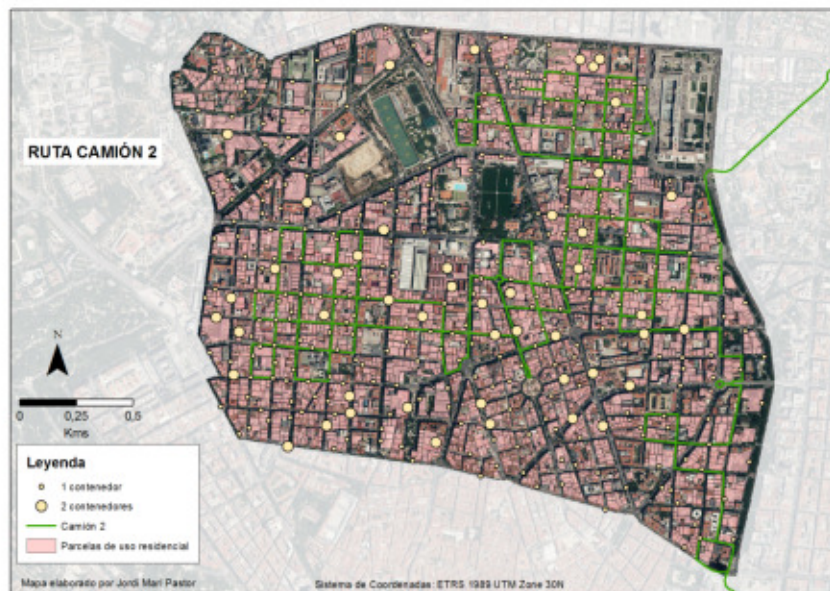 RUTA CAMIÓN 2
N
0 0,25 0,5
Kms
Leyenda
1 contenedor
2 contenedores
Camión 2
Parcelas de uso residencial
Mapa elaborado por Jordi Marí Pastor
Sistema de Coordenadas: ETRS 1989 UTM Zone 30N